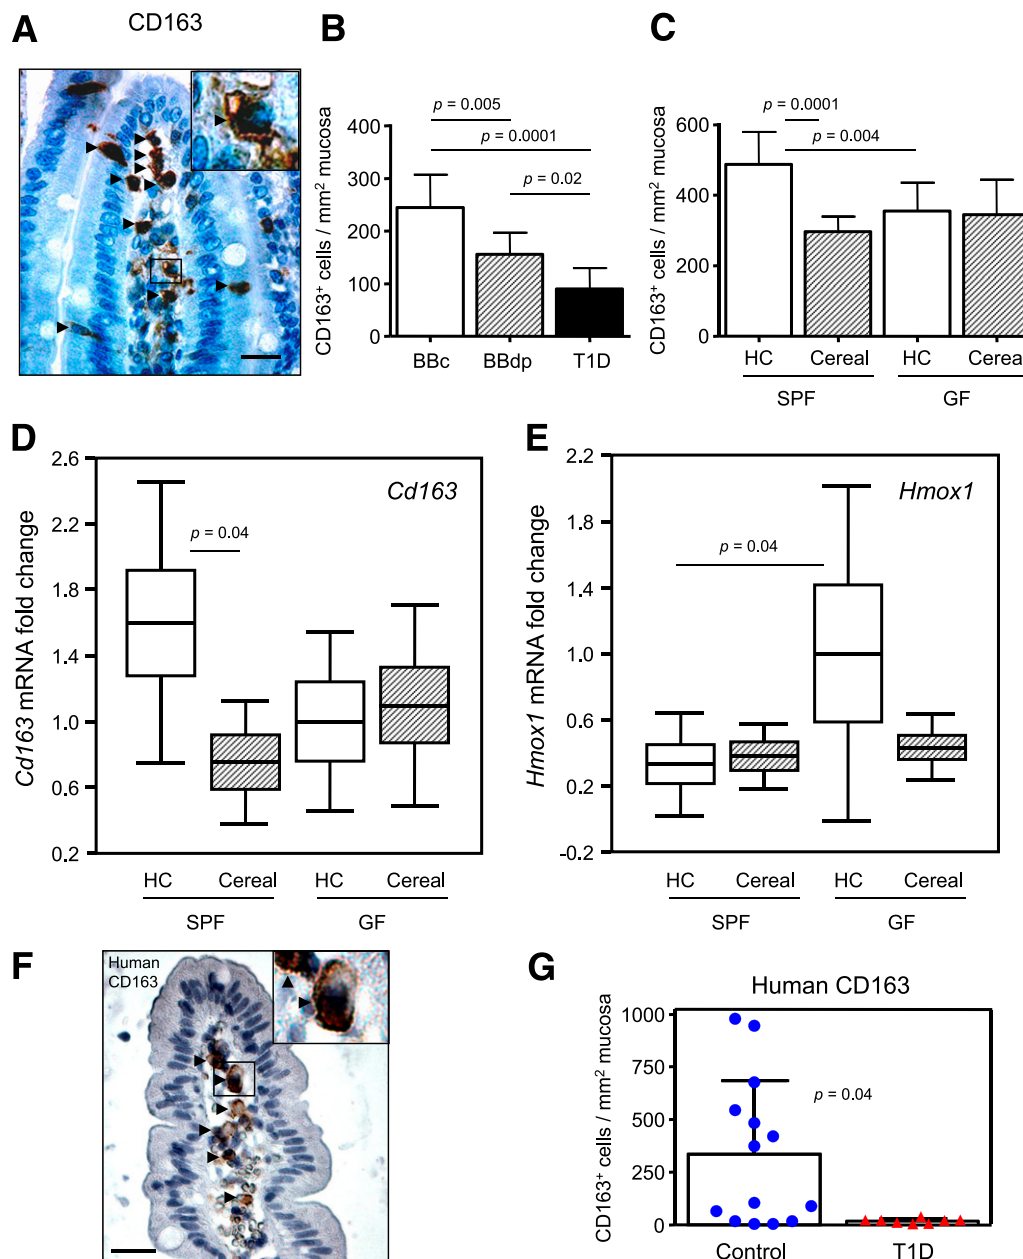 A
CD163
B
CD163+ cells / mm2 mucosa
400
300
200
100
0
p = 0.005
p = 0.0001
p = 0.02
BBc
BBdp
T1D
C
CD163+ cells / mm2 mucosa
600
400
200
0
p = 0.0001
p = 0.004
HC
Cereal
HC
Cerea
SPF
GF
D
Cd163 mRNA fold change
2.6
2.2
1.8
1.4
1.0
0.6
0.2
Cd163
p = 0.04
HC
Cereal
HC
Cereal
SPF
GF
E
Hmox1 mRNA fold change
2.2
1.8
1.4
1.0
0.6
0.2
-0.2
Hmox1
p = 0.04
HC
Cereal
HC
Cereal
SPF
GF
F
Human
CD163
G
Human CD163
CD163+ cells / mm2 mucosa
1000
750
500
250
0
p = 0.04
Control
T1D